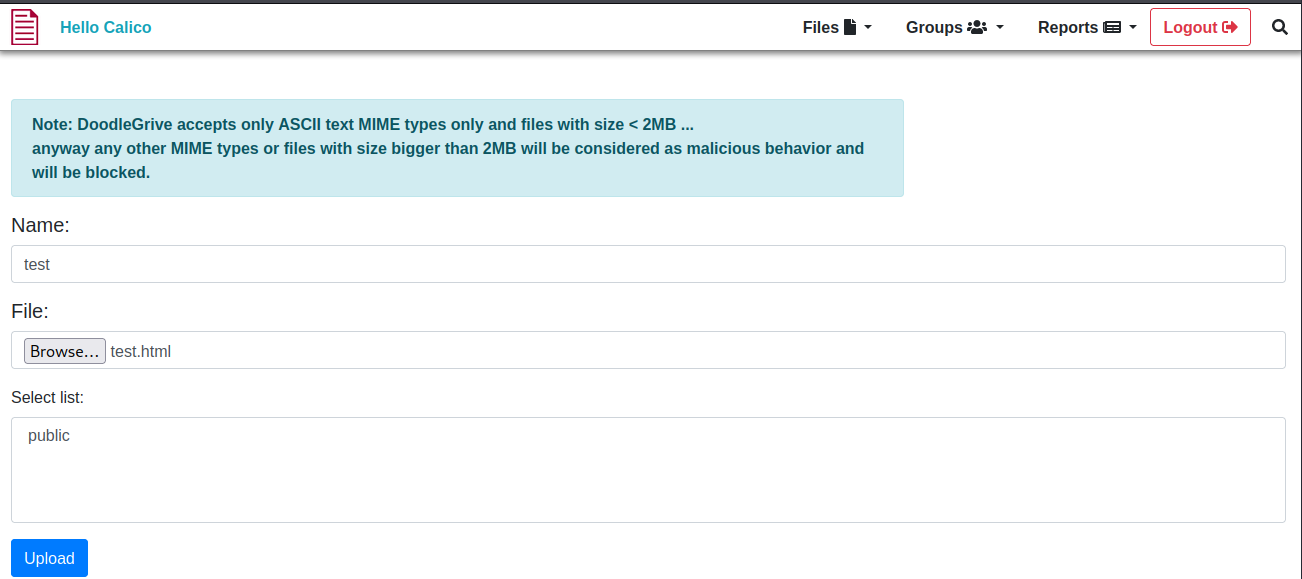 Hello Calico
Files
Groups
Reports
Logout
Note: DoodleGrive accepts only ASCII text MIME types only and files with size < 2MB ...
anyway any other MIME types or files with size bigger than 2MB will be considered as malicious behavior and
will be blocked.
Name:
test
File:
Browse... test.html
Select list:
public
Upload